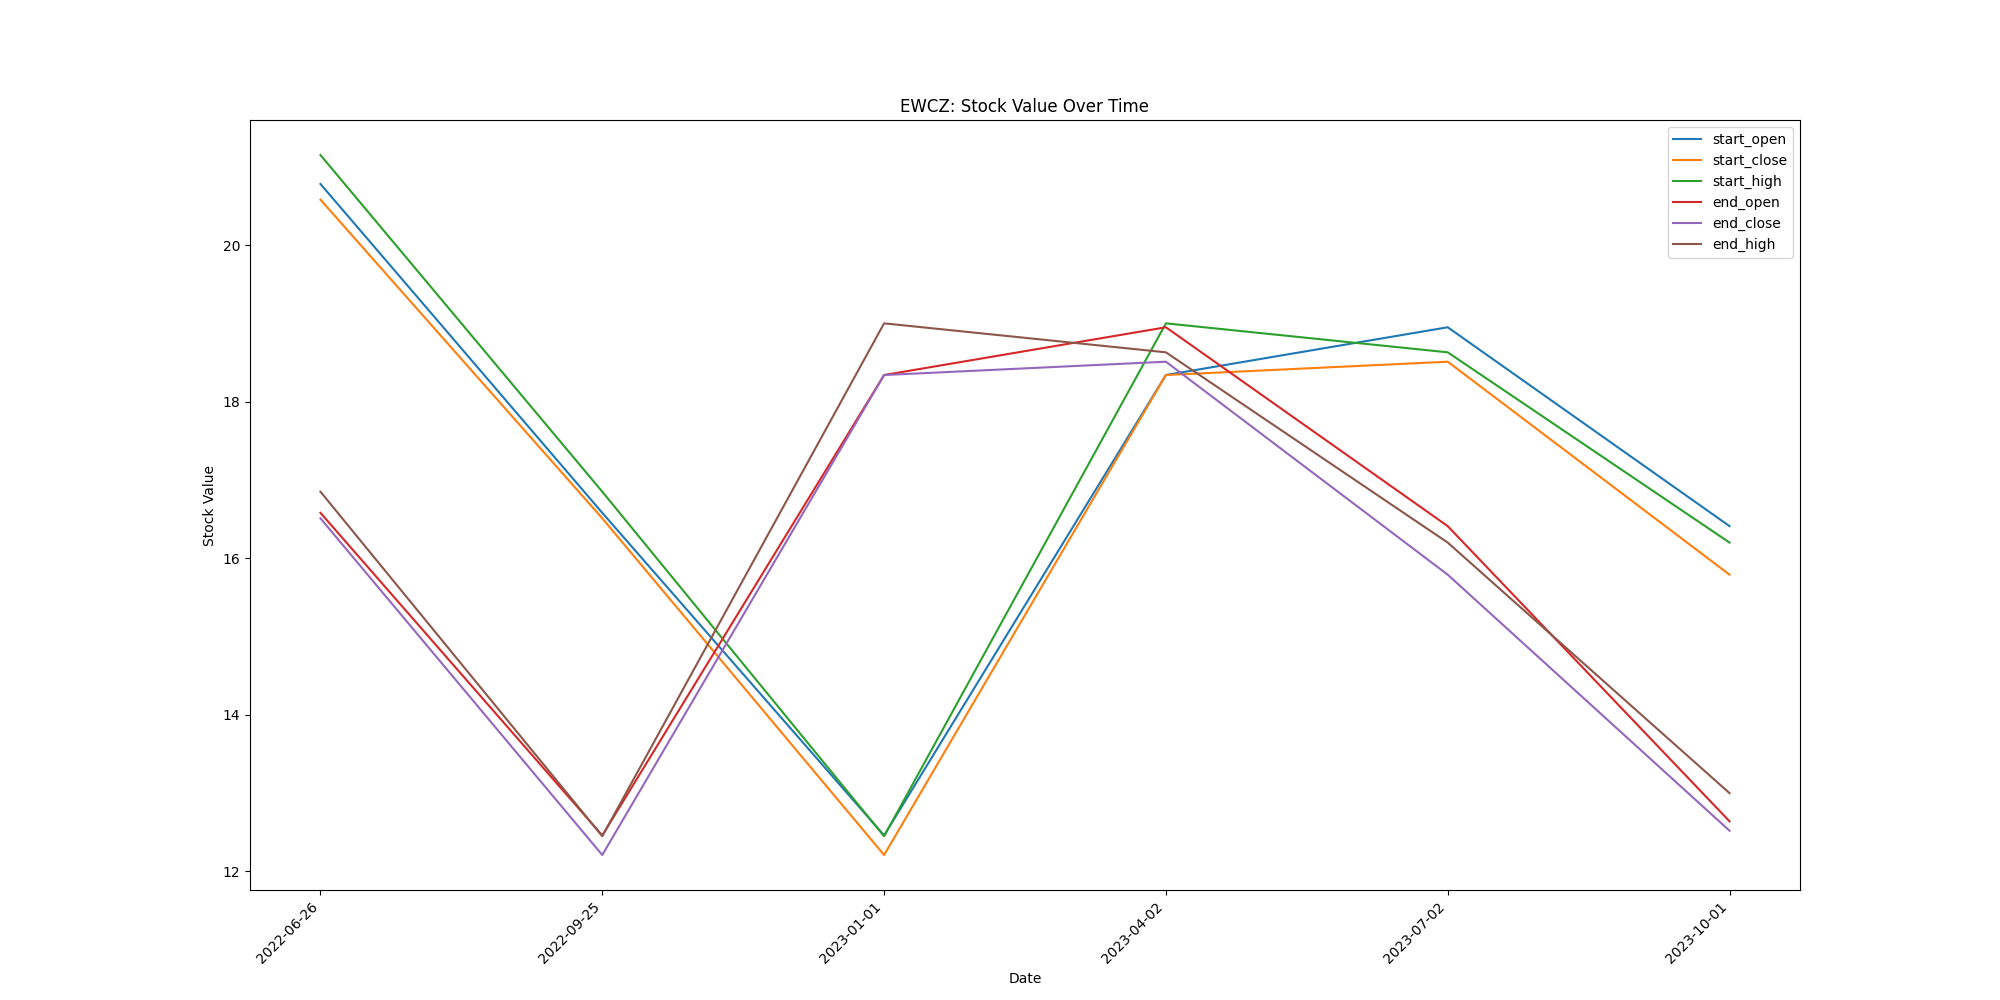 EWCZ: Stock Value Over Time
start_open
start_close
start_high
end_open
end_close
end_high
Stock Value
20
18
16
14
12
2022-06-26
2022-09-25
2023-01-01
2023-04-02
2023-07-02
2023-10-01
Date